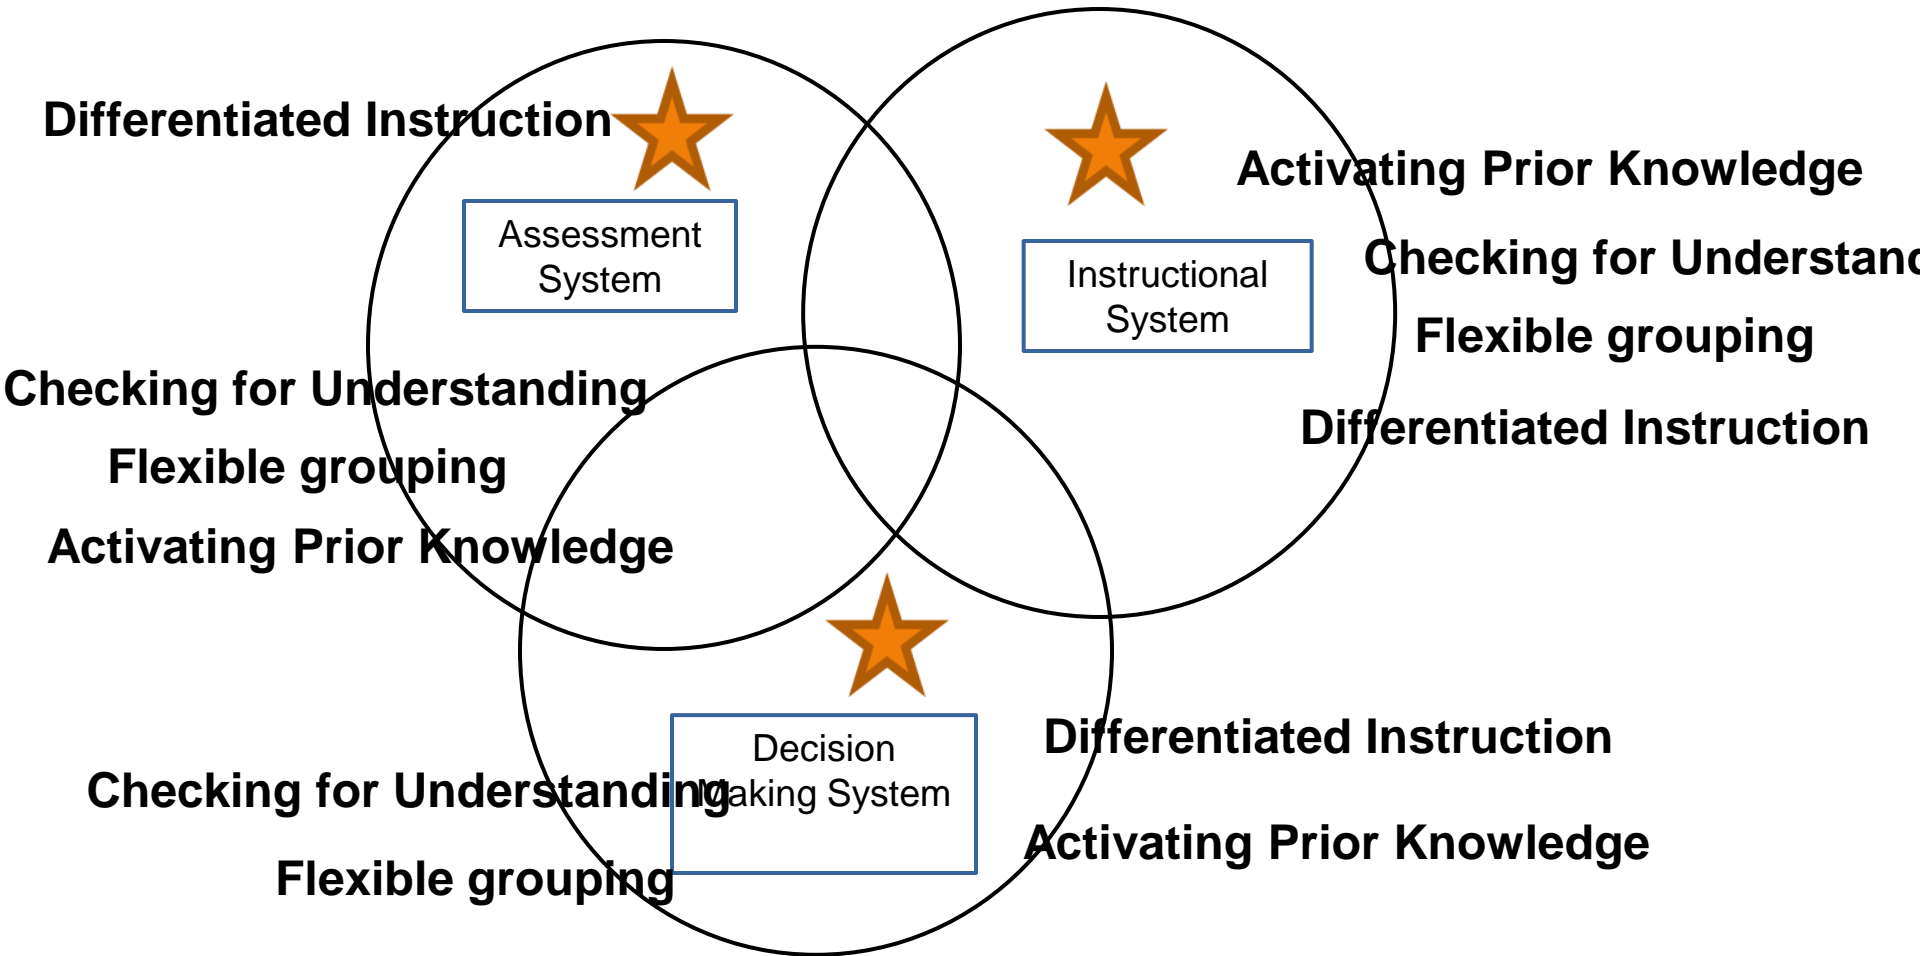 Differentiated Instruction
Assessment
System
Checking for Understanding
Flexible grouping
Activating Prior Knowledge
Activating Prior Knowledge
Instructional
System
Checking for Understand
Flexible grouping
Differentiated Instruction
Decision
Making System
Checking for Understanding
Flexible grouping
Differentiated Instruction
Activating Prior Knowledge